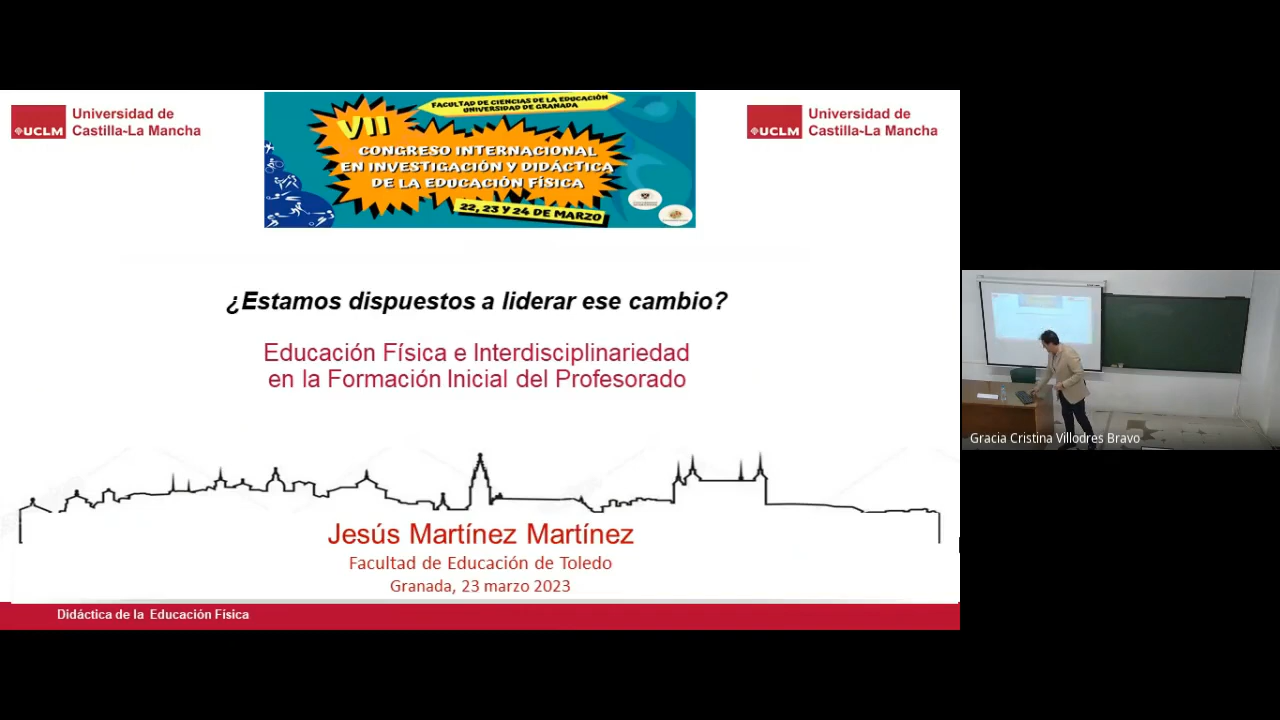 UCLM
Universidad de
Castilla-La Mancha
FACULTAD DE CIENCIAS DE LA EDUCACIÓN
UNIVERSIDAD DE GRANADA
VII
CONGRESO INTERNACIONAL
EN INVESTIGACIÓN Y DIDÁCTICA
DE LA EDUCACIÓN FÍSICA
22, 23 Y 24 DE MARZO
UCLM
Universidad de
Castilla-La Mancha
¿Estamos dispuestos a liderar ese cambio?
Educación Física e Interdisciplinariedad
en la Formación Inicial del Profesorado
Jesús Martínez Martínez
Facultad de Educación de Toledo
Granada, 23 marzo 2023
Didáctica de la Educación Física
Gracia Cristina Villodres Bravo